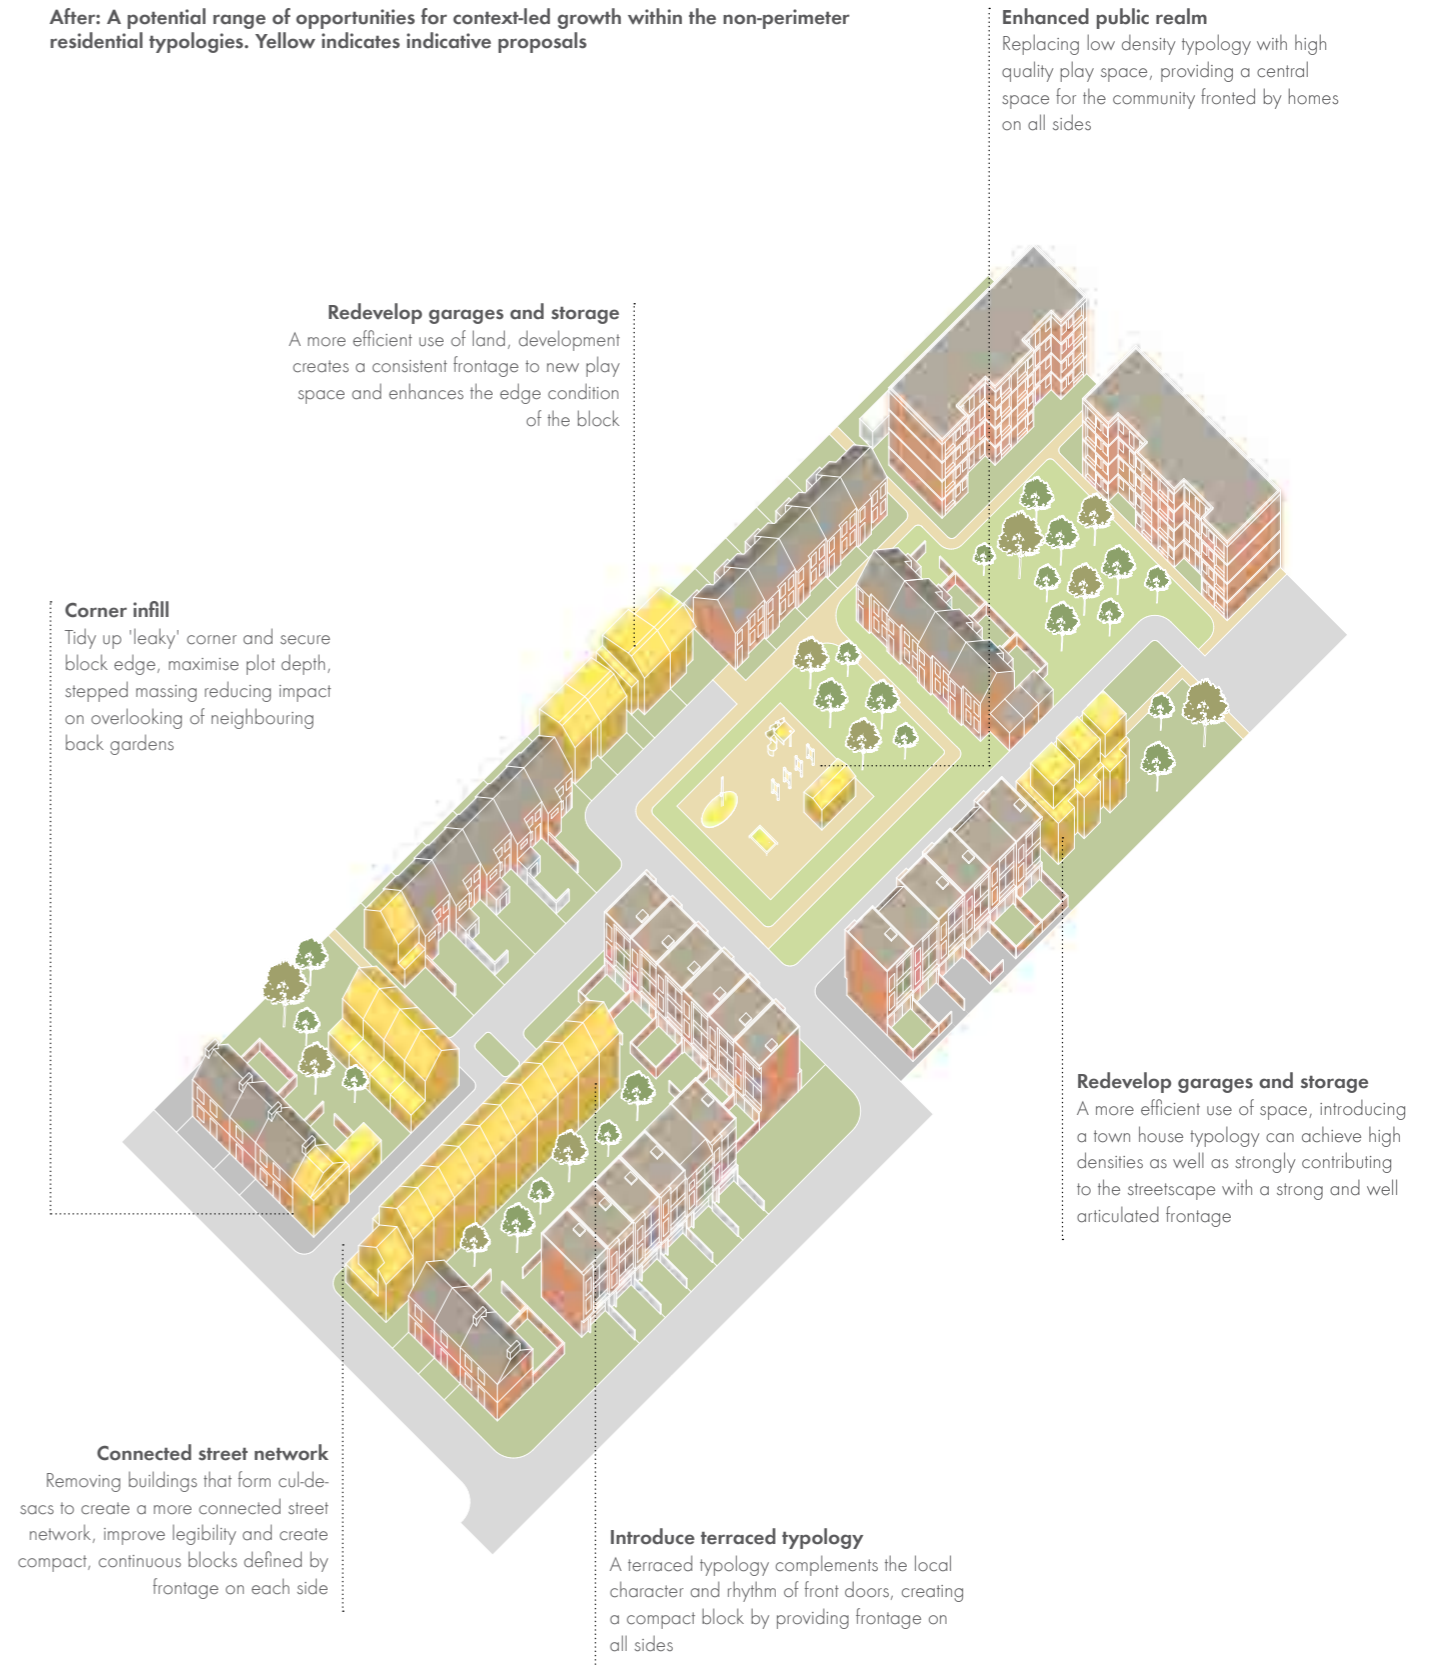 After: A potential range of opportunities for context-led growth within the non-perimeter
residential typologies. Yellow indicates indicative proposals
Enhanced public realm
Replacing low density typology with high
quality play space, providing a central
space for the community fronted by homes
on all sides
Redevelop garages and storage
A more efficient use of land, development
creates a consistent frontage to new play
space and enhances the edge condition
of the block
Corner infill
Tidy up 'leaky' corner and secure
block edge, maximise plot depth,
stepped massing reducing impact
on overlooking of neighbouring
back gardens
Redevelop garages and storage
A more efficient use of space, introducing
a town house typology can achieve high
densities as well as strongly contributing
to the streetscape with a strong and well
articulated frontage
Connected street network
Removing buildings that form cul-de-
sacs to create a more connected street
network, improve legibility and create
compact, continuous blocks defined by
frontage on each side
Introduce terraced typology
A terraced typology complements the local
character and rhythm of front doors, creating
a compact block by providing frontage on
all sides